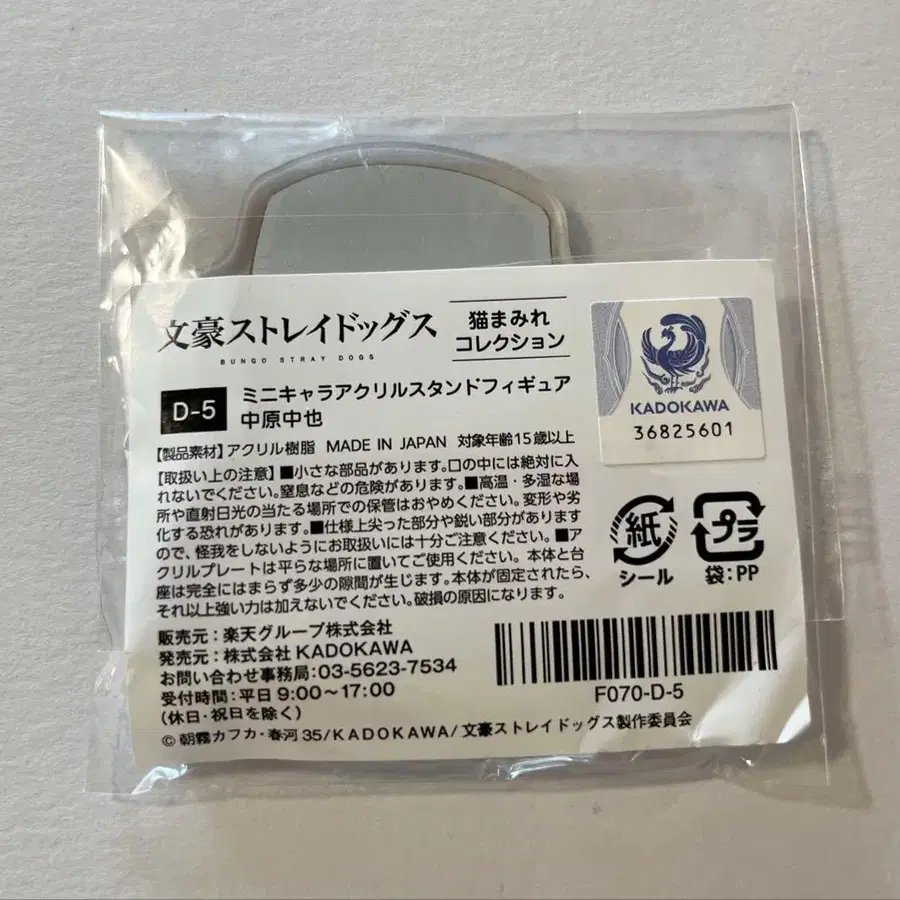 文豪ストレイドッグス
BUNGO STRAY DOGS
猫まみれ
コレクション
D-5
ミニキャラアクリルスタンドフィギュア
中原中也
【製品素材】アクリル樹脂 MADE IN JAPAN 対象年齢15歳以上
【取扱い上の注意】■小さな部品があります。口の中には絶対に入
れないでください。窒息などの危険があります。■高温・多湿な場
所や直射日光の当たる場所での保管はおやめください。変形や劣
化する恐れがあります。■仕様上尖った部分や鋭い部分があります
ので、怪我をしないようにお取扱いには十分ご注意ください。■ア
クリルプレートは平らな場所に置いてご使用ください。本体と台
座は完全にはまらず多少の隙間が生じます。本体が固定されたら、
それ以上強い力は加えないでください。破損の原因になります。
販売元:楽天グループ株式会社
発売元:株式会社KADOKAWA
お問い合わせ事務局:03-5623-7534
受付時間:平日9:00〜17:00
(休日・祝日を除く)
© 朝霧カフカ・春河35/KADOKAWA/文豪ストレイドッグス製作委員会
KADOKAWA
36825601
紙
シール
プラ
袋:PP
F070-D-5